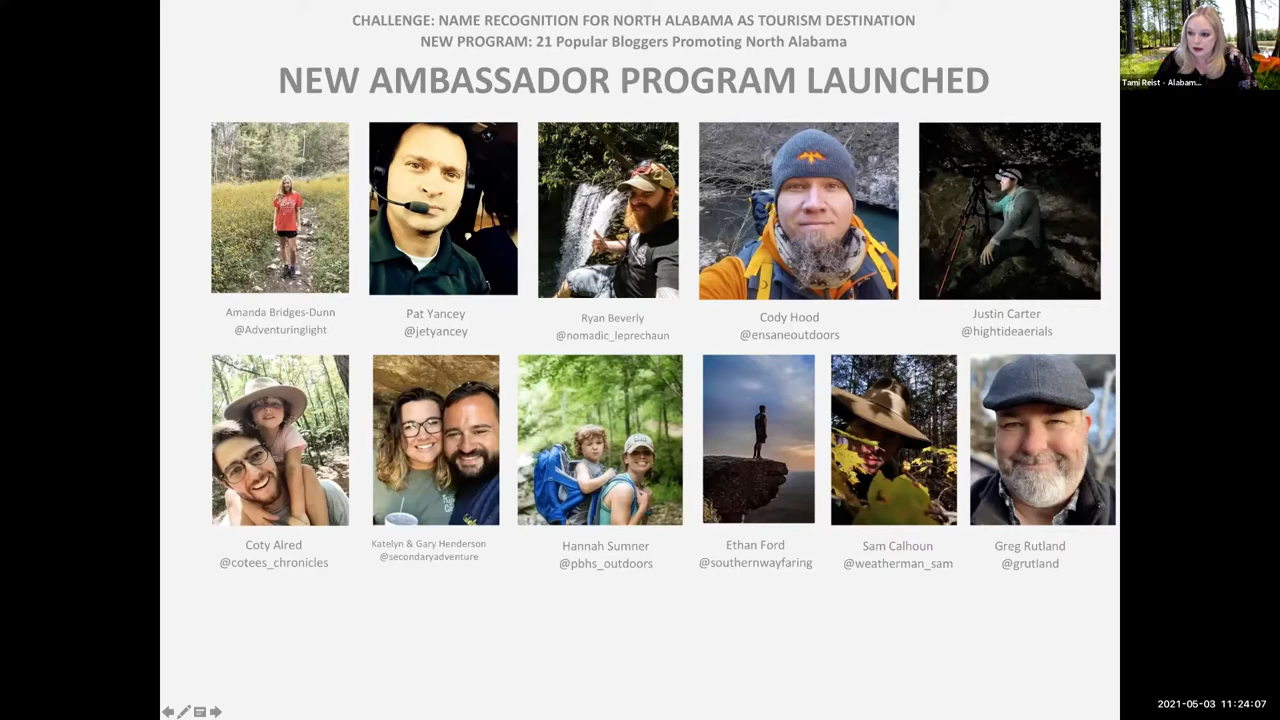 CHALLENGE: NAME RECOGNITION FOR NORTH ALABAMA AS TOURISM DESTINATION
NEW PROGRAM: 21 Popular Bloggers Promoting North Alabama
NEW AMBASSADOR PROGRAM LAUNCHED
Tami Reist - Alabam...
Amanda Bridges-Dunn
@Adventuringlight
Pat Yancey
@jetyancey
Ryan Beverly
@nomadic_leprechaun
Cody Hood
@ensaneoutdoors
Justin Carter
@hightideaerials
Coty Alred
@cotees_chronicles
Katelyn & Gary Henderson
@secondaryadventure
Hannah Sumner
@pbhs_outdoors
Ethan Ford
@southernwayfaring
Sam Calhoun
@weatherman_sam
Greg Rutland
@grutland
2021-05-03 11:24:07